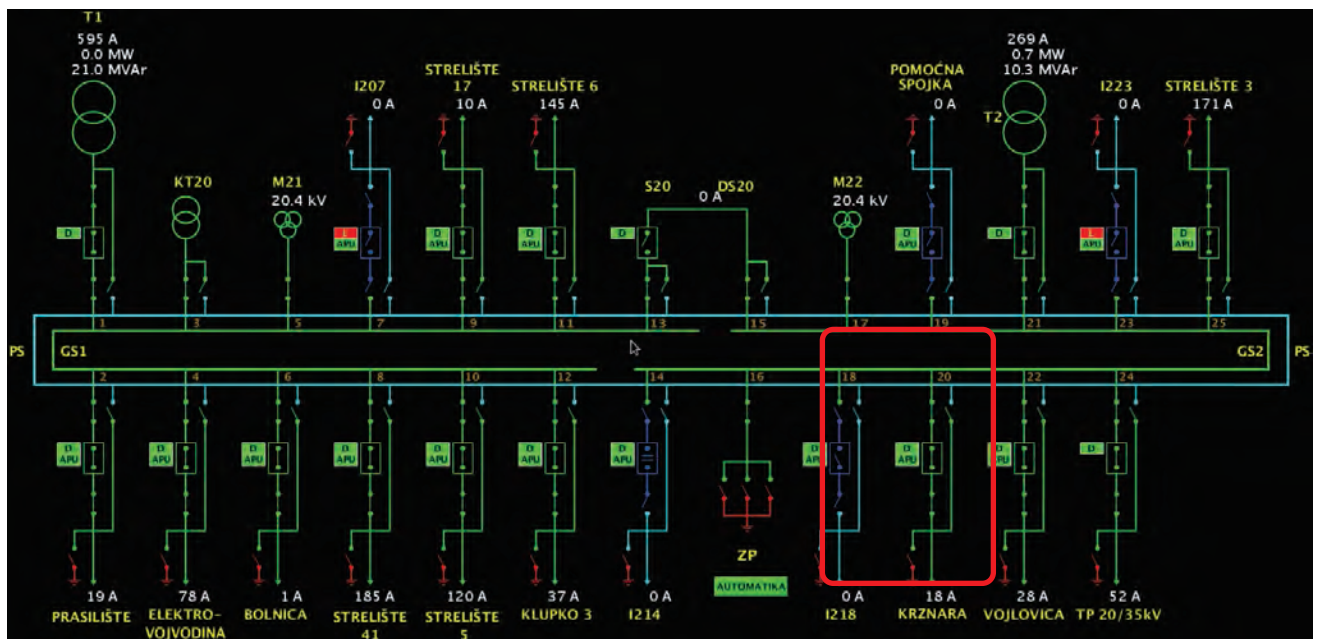 T1
595 A
0.0 MW
21.0 MVAr
I207
0 A
STRELIŠTE
17
10 A
STRELIŠTE 6
145 A
POMOĆNA
SPOJKA
0 A
269 A
0.7 MW
10.3 MVAr
T2
I223
0 A
STRELIŠTE 3
171 A
KT20
M21
20.4 kV
S20
0 A
DS20
M22
20.4 kV
D
D
APU
D
APU
D
APU
D
D
APU
D
APU
D
APU
1
3
5
7
9
11
13
15
17
19
21
23
25
PS
GS1
GS2
PS
2
4
6
8
10
12
14
16
18
20
22
24
D
APU
D
APU
D
APU
D
APU
D
APU
D
APU
D
APU
D
APU
D
APU
D
APU
D
ZP
AUTOMATIKA
19 A
PRASILIŠTE
78 A
ELEKTRO-
VOJVODINA
1 A
BOLNICA
185 A
STRELIŠTE
41
120 A
STRELIŠTE
5
37 A
KLUPKO 3
0 A
I214
0 A
I218
18 A
KRZNARA
28 A
VOJLOVICA
52 A
TP 20/35kV